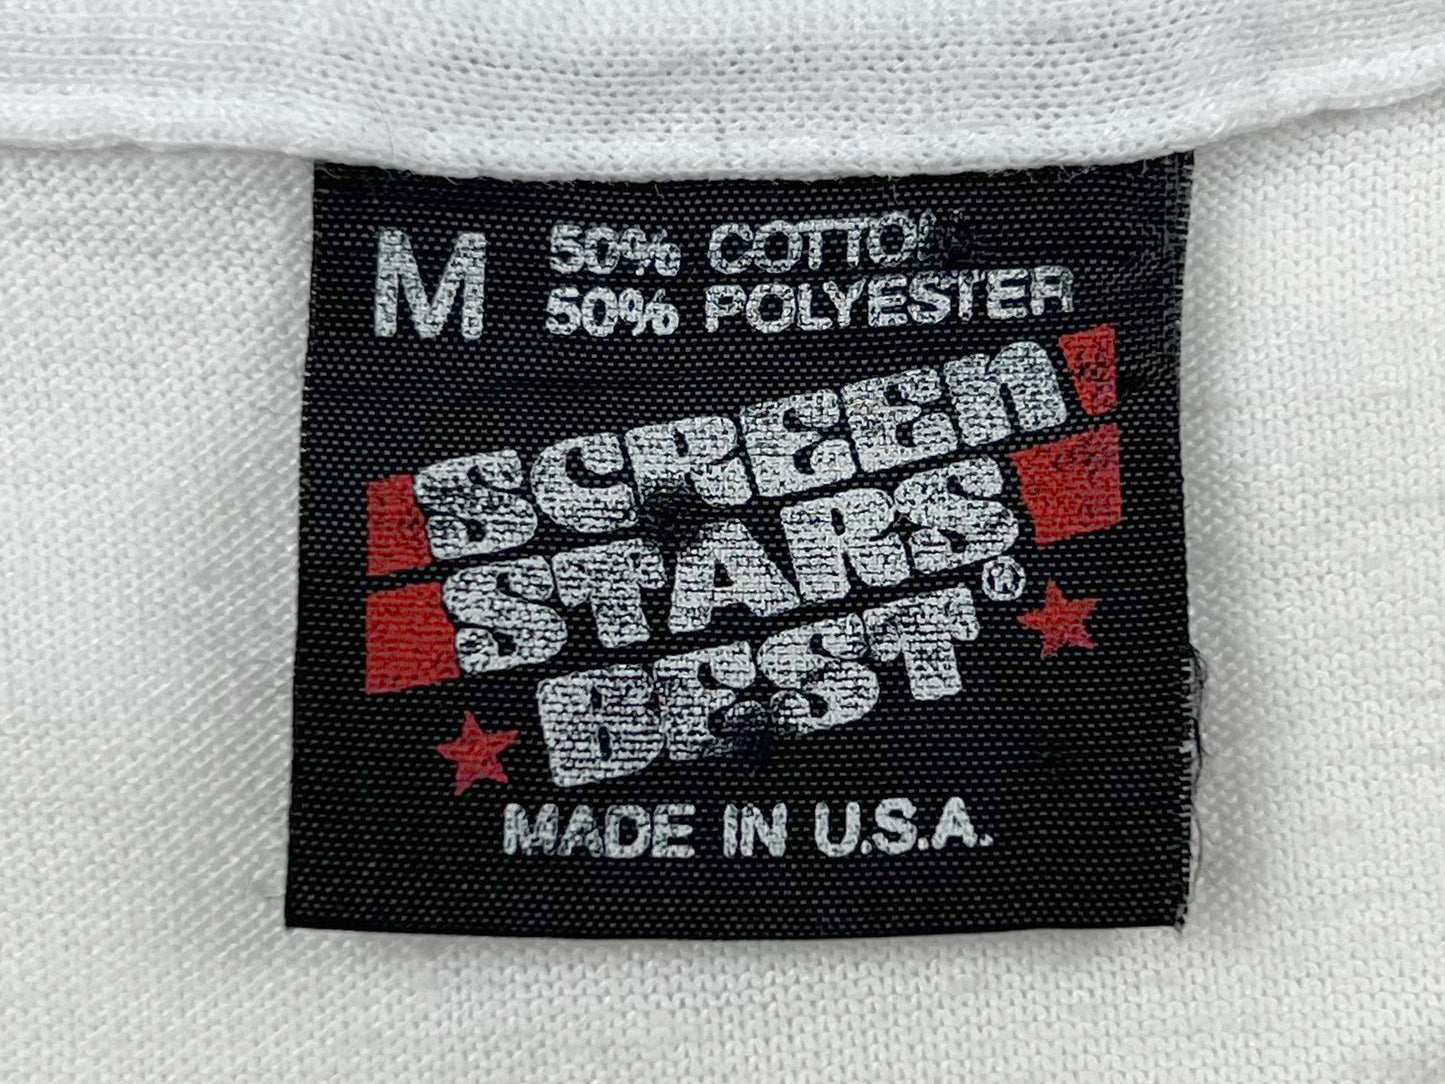 M 50% COTTON
50% POLYESTER
SCREEN
STARS
BEST®
MADE IN U.S.A.